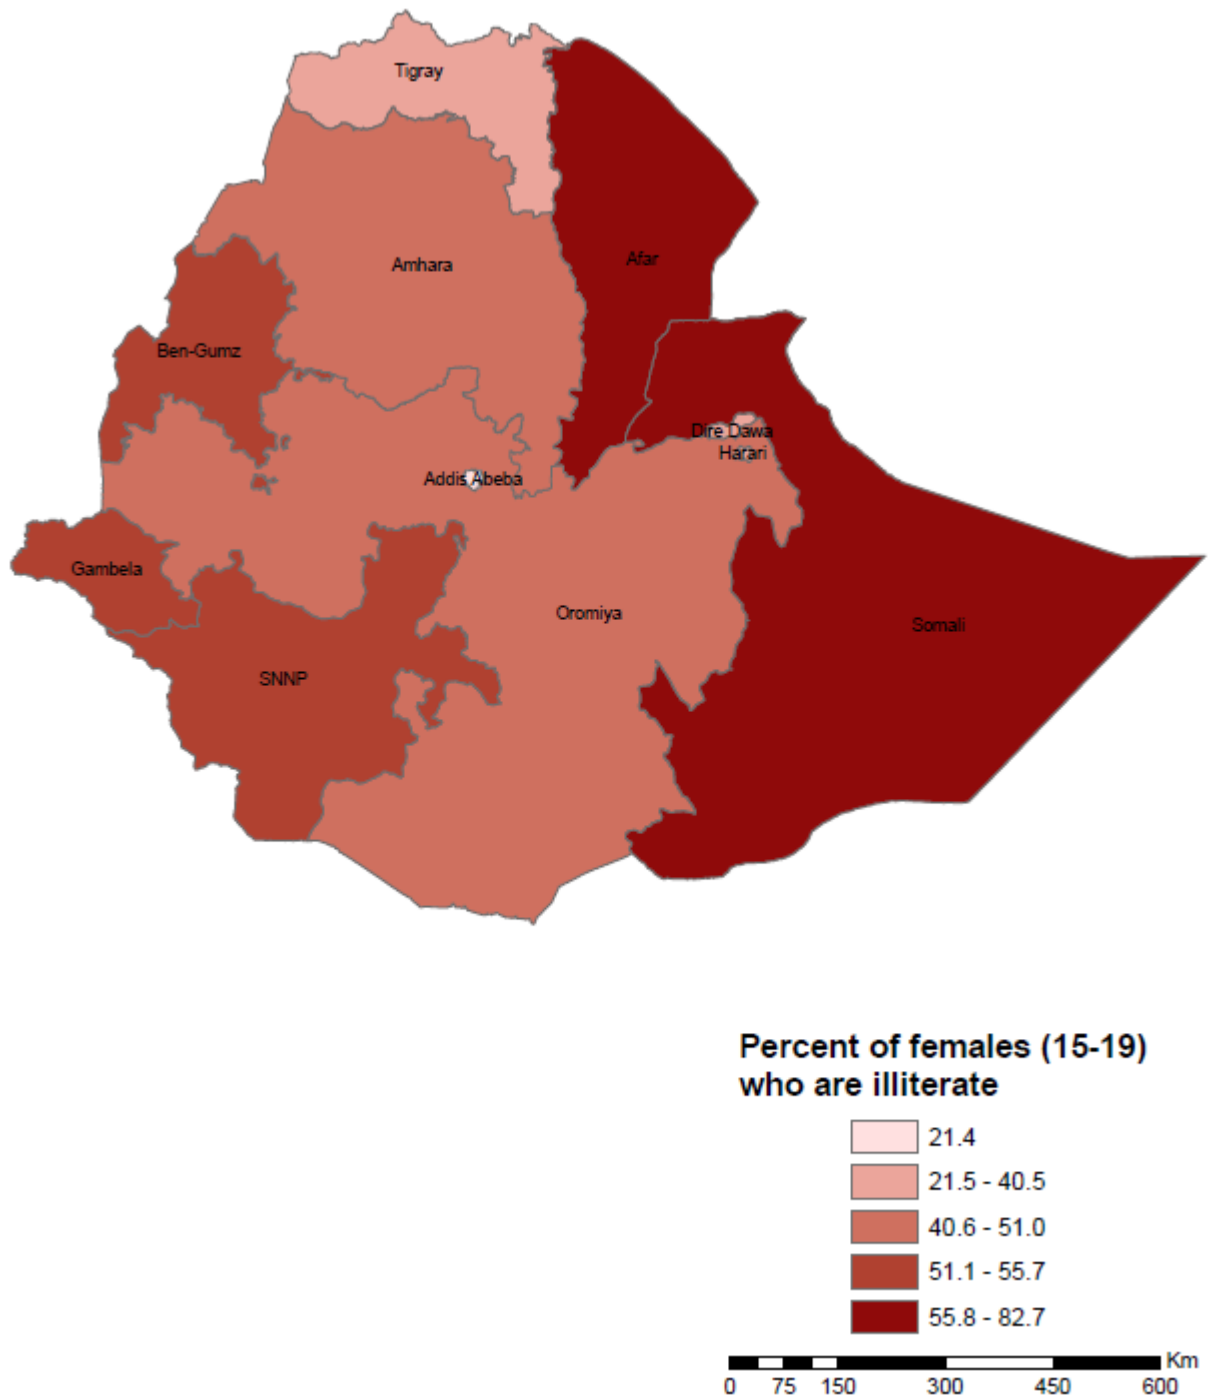 Tigray
Afar
Amhara
Ben-Gumz
Dire Dawa
Harari
Addis Abeba
Gambela
Oromiya
Somali
SNNP
Percent of females (15-19)
who are illiterate
21.4
21.5 - 40.5
40.6 - 51.0
51.1 - 55.7
55.8 - 82.7
Km
0 75 150 300 450 600